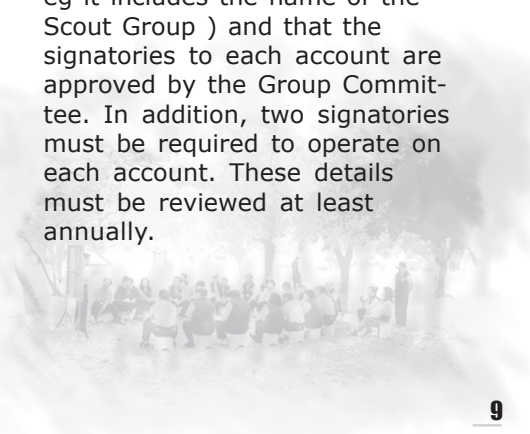 eg it includes the name of the
Scout Group ) and that the
signatories to each account are
approved by the Group Commit-
tee. In addition, two signatories
must be required to operate on
each account. These details
must be reviewed at least
annually.
9